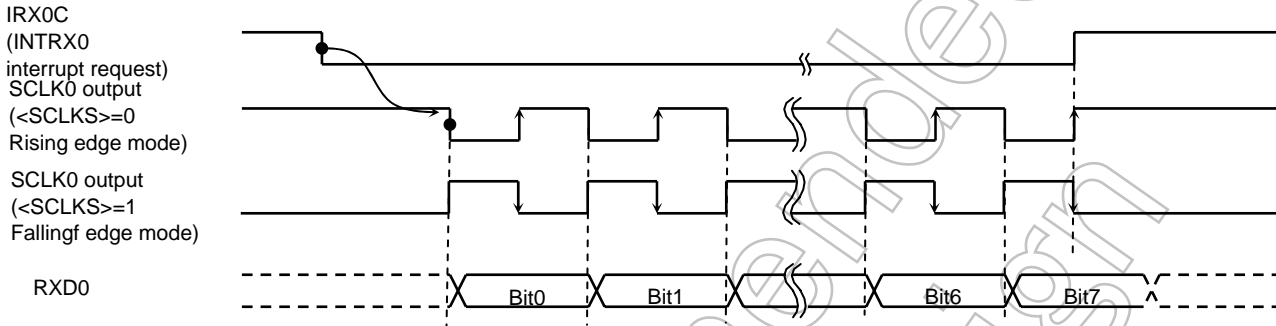 IRX0C
(INTRX0
interrupt request)
SCLK0 output
(<SCLKS>=0
Rising edge mode)
SCLK0 output
(<SCLKS>=1
Fallingf edge mode)
RXD0
Bit0
Bit1
Bit6
Bit7